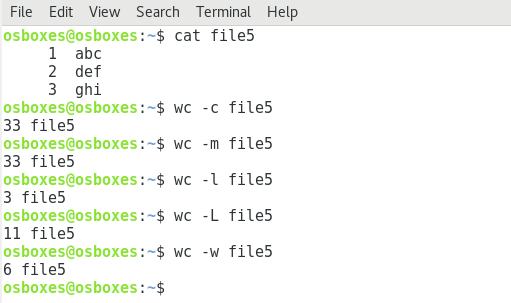 File Edit View Search Terminal Help
osboxes@osboxes:~$ cat file5
     1  abc
     2  def
     3  ghi
osboxes@osboxes:~$ wc -c file5
33 file5
osboxes@osboxes:~$ wc -m file5
33 file5
osboxes@osboxes:~$ wc -l file5
3 file5
osboxes@osboxes:~$ wc -L file5
11 file5
osboxes@osboxes:~$ wc -w file5
6 file5
osboxes@osboxes:~$